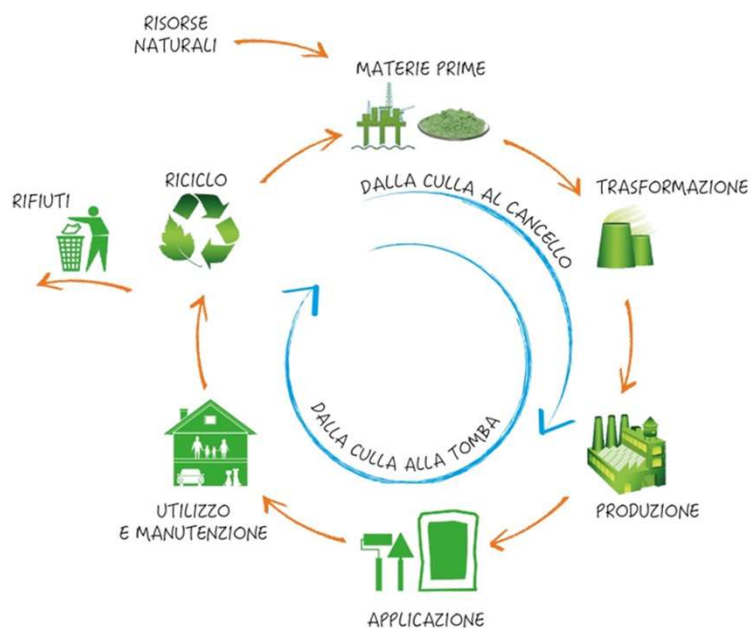 RISORSE
NATURALI
MATERIE PRIME
DALLA CULLA AL CANCELLO
TRASFORMAZIONE
RICICLO
RIFIUTI
DALLA CULLA ALLA TOMBA
PRODUZIONE
UTILIZZO
E MANUTENZIONE
APPLICAZIONE